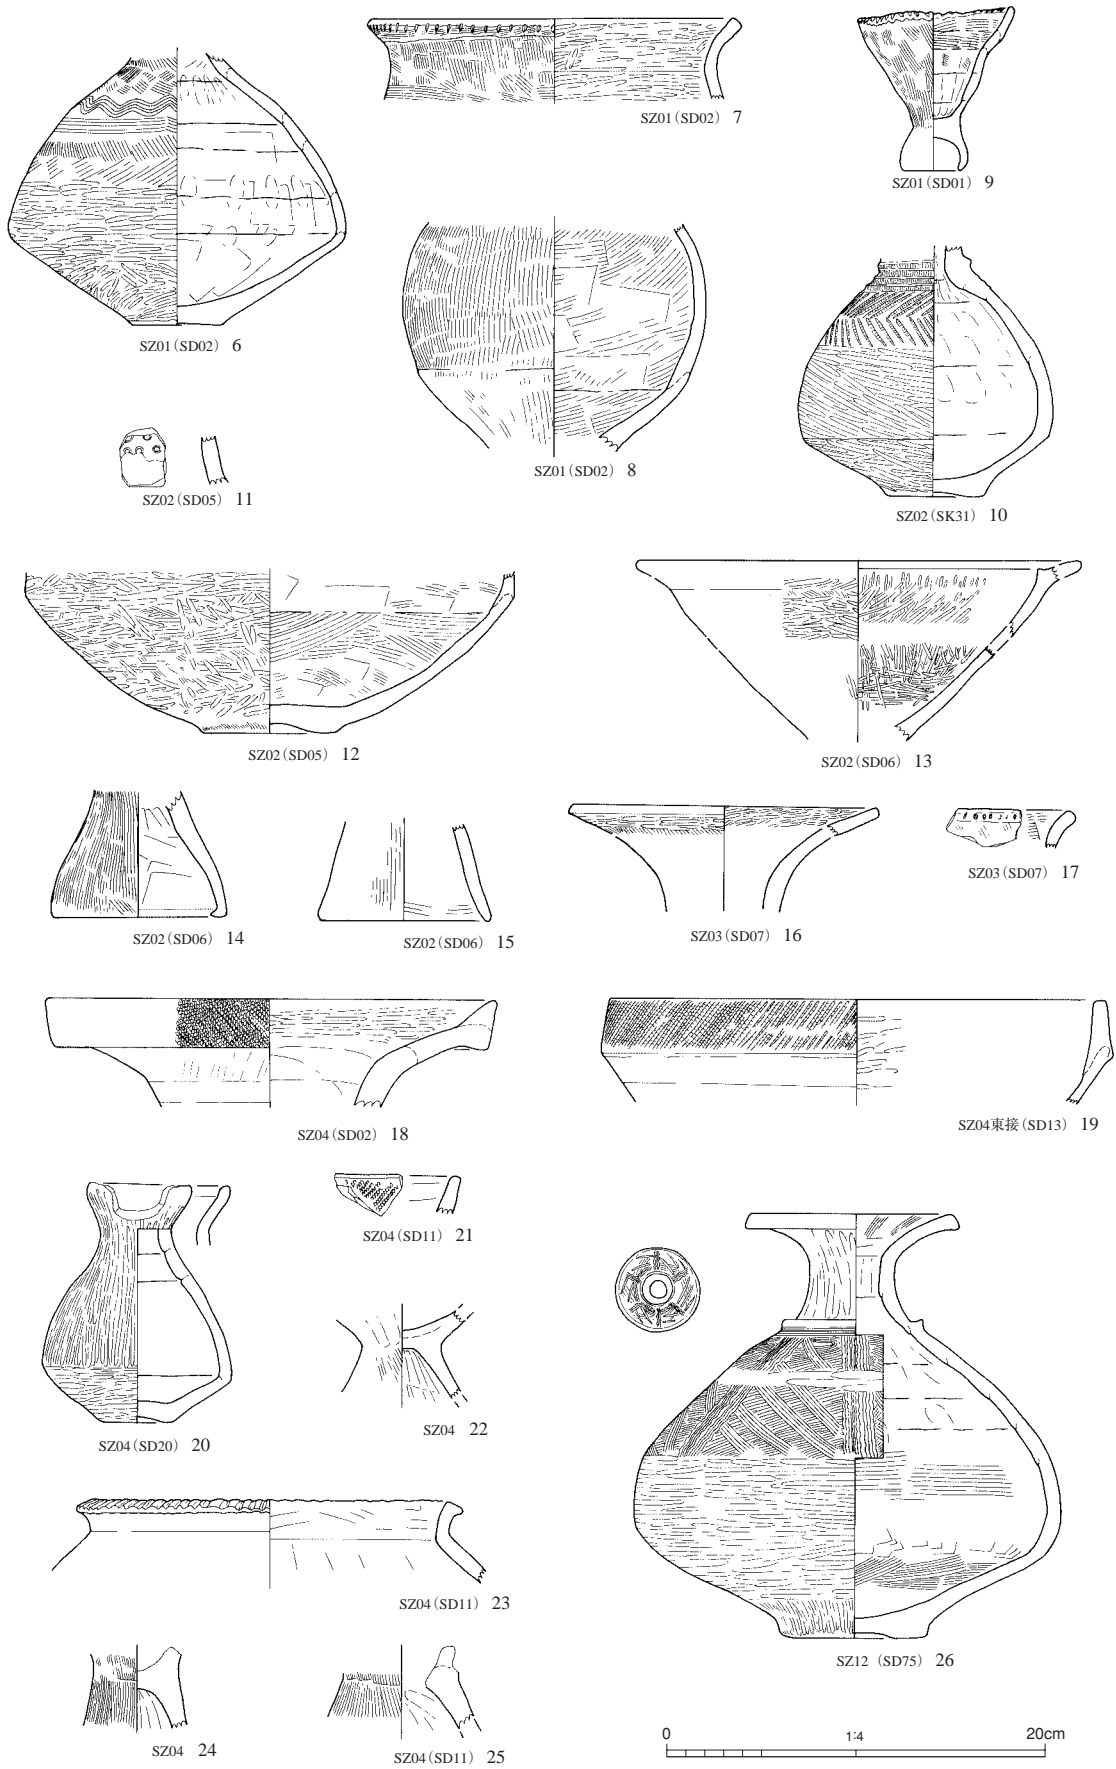 SZ01(SD02) 6
SZ01(SD02) 7
SZ01(SD01) 9
SZ01(SD02) 8
SZ02(SK31) 10
SZ02(SD05) 11
SZ02(SD05) 12
SZ02(SD06) 13
SZ02(SD06) 14
SZ02(SD06) 15
SZ03(SD07) 16
SZ03(SD07) 17
SZ04(SD02) 18
SZ04東接(SD13) 19
SZ04(SD20) 20
SZ04(SD11) 21
SZ04 22
SZ04(SD11) 23
SZ04 24
SZ04(SD11) 25
SZ12 (SD75) 26
0 1:4 20cm